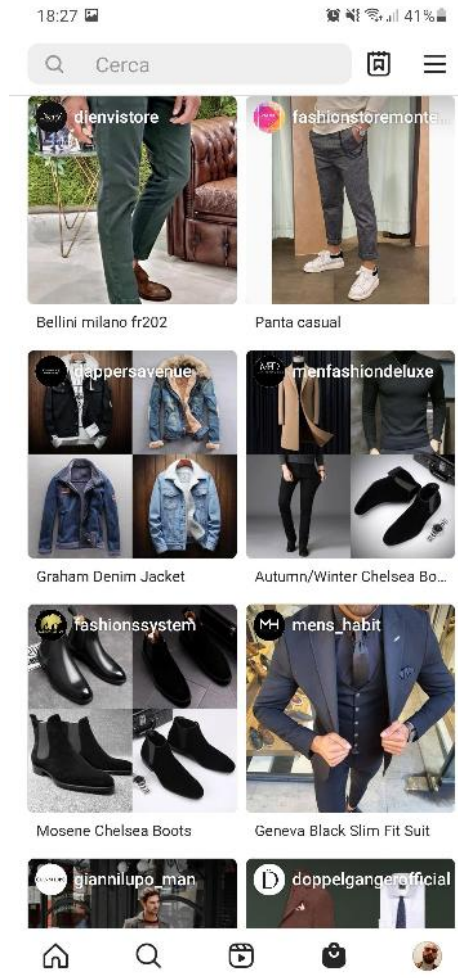 18:27
41%
Cerca
dienvistore
fashionstoremonte...
Bellini milano fr202
Panta casual
dappersavenue
menfashiondeluxe
Graham Denim Jacket
Autumn/Winter Chelsea Bo...
fashionssystem
MH mens_habit
Mosene Chelsea Boots
Geneva Black Slim Fit Suit
giannilupo_man
D doppelgangerofficial